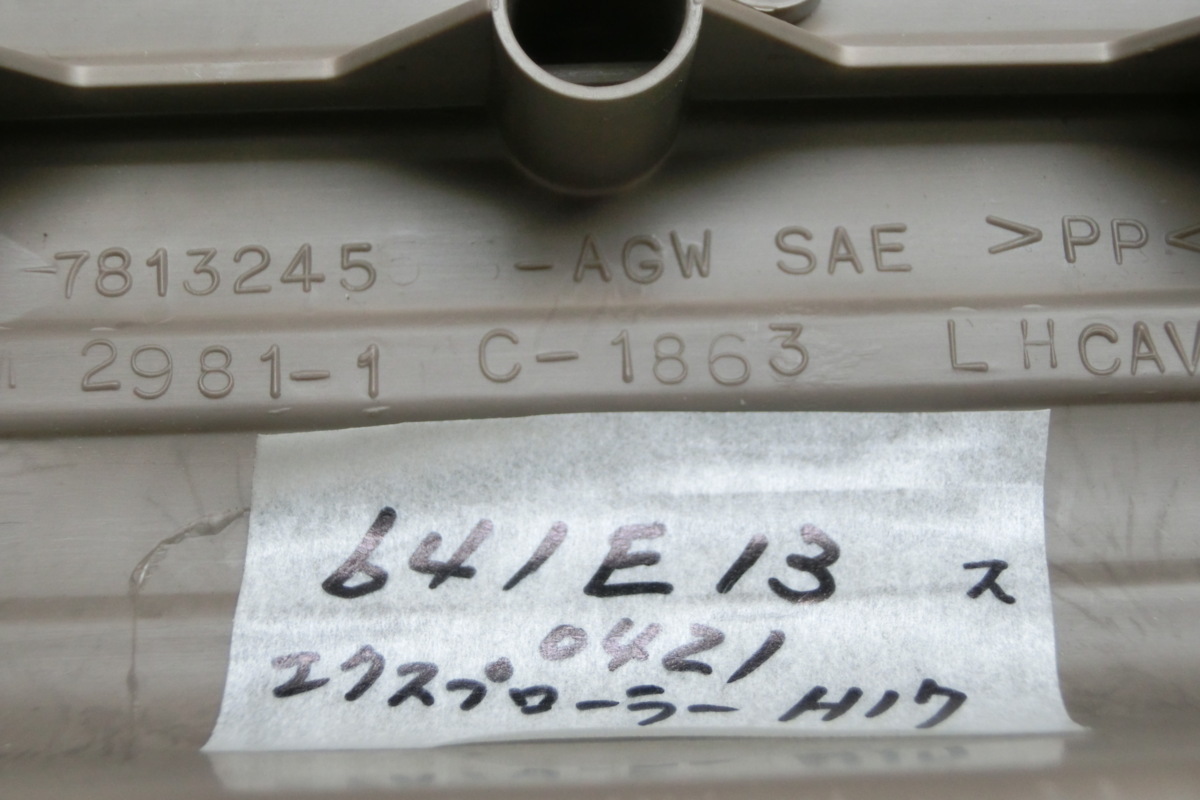 7813245 -AGW SAE >PP<
2981-1 C-1863 LHCAV
641E13 ス
0421
エクスプローラー H17